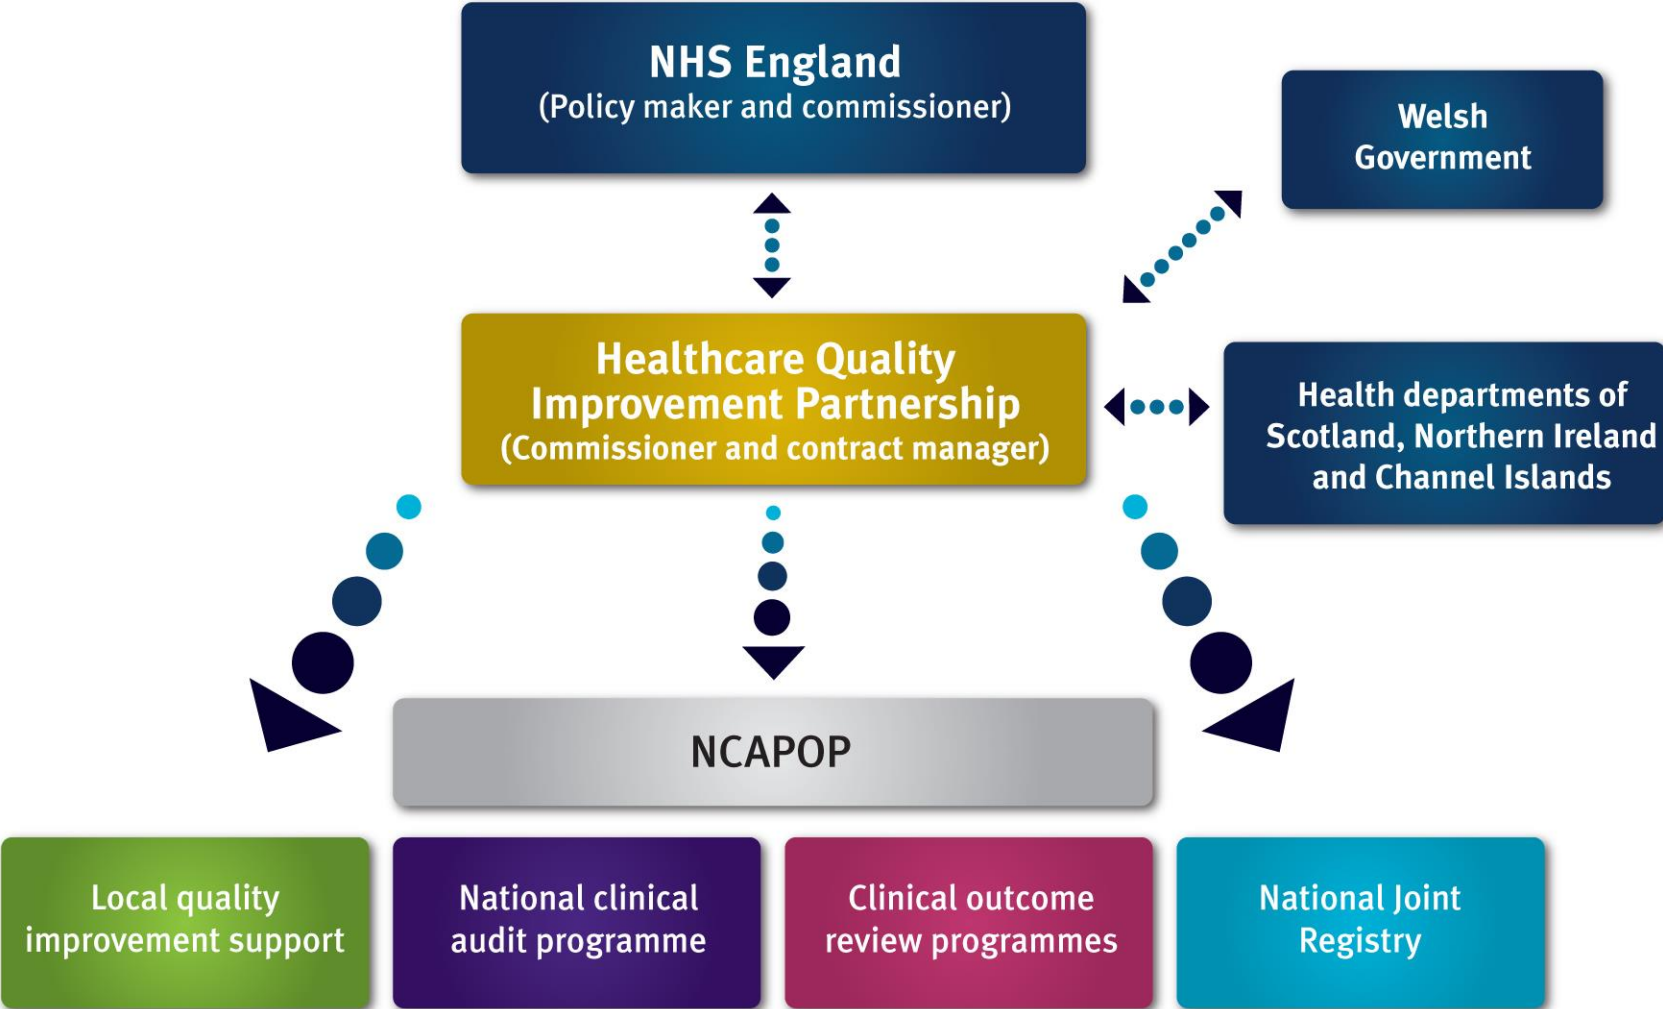 NHS England
(Policy maker and commissioner)
Welsh
Government
Healthcare Quality
Improvement Partnership
(Commissioner and contract manager)
Health departments of
Scotland, Northern Ireland
and Channel Islands
NCAPOP
Local quality
improvement support
National clinical
audit programme
Clinical outcome
review programmes
National Joint
Registry